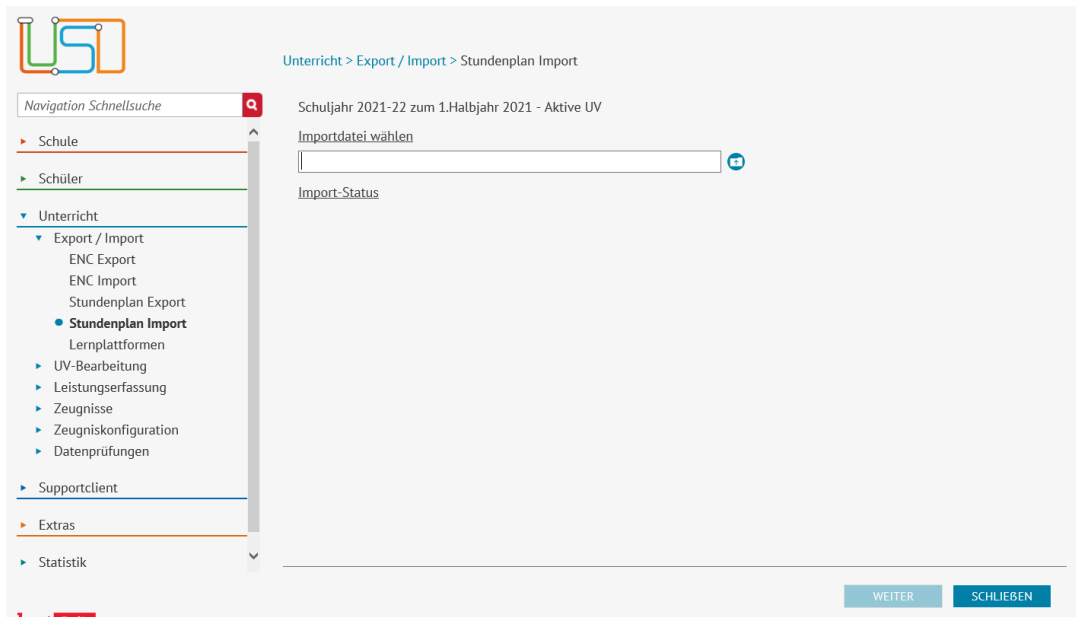 LUSD
Unterricht > Export / Import > Stundenplan Import
Navigation Schnellsuche
Schule
Schüler
Unterricht
Export / Import
ENC Export
ENC Import
Stundenplan Export
Stundenplan Import
Lernplattformen
UV-Bearbeitung
Leistungserfassung
Zeugnisse
Zeugniskonfiguration
Datenprüfungen
Supportclient
Extras
Statistik
Schuljahr 2021-22 zum 1.Halbjahr 2021 - Aktive UV
Importdatei wählen
Import-Status
WEITER
SCHLIEßEN